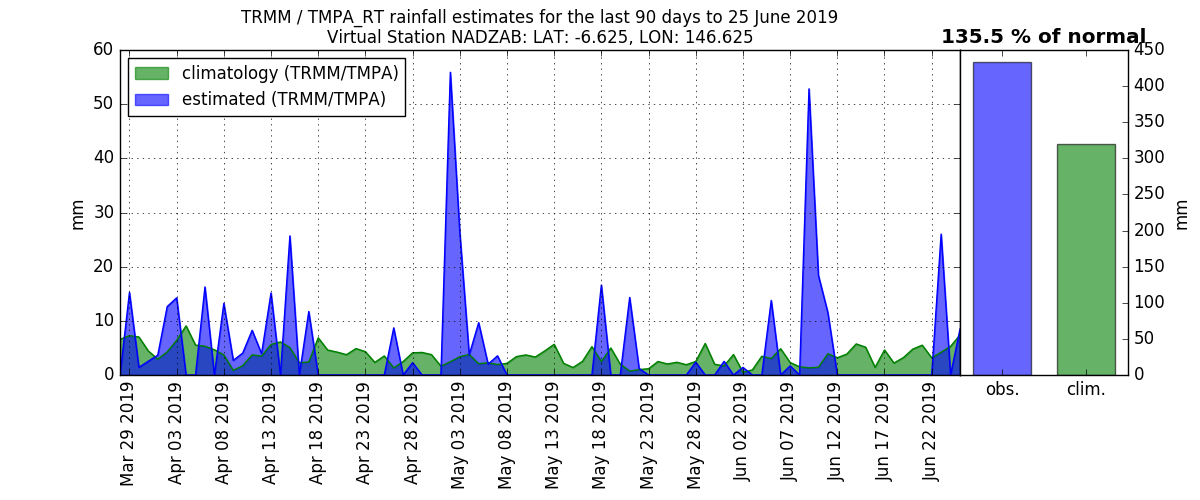 TRMM / TMPA_RT rainfall estimates for the last 90 days to 25 June 2019
Virtual Station NADZAB: LAT: -6.625, LON: 146.625
135.5 % of normal
climatology (TRMM/TMPA)
estimated (TRMM/TMPA)
mm
60
50
40
30
20
10
0
Mar 29 2019
Apr 03 2019
Apr 08 2019
Apr 13 2019
Apr 18 2019
Apr 23 2019
Apr 28 2019
May 03 2019
May 08 2019
May 13 2019
May 18 2019
May 23 2019
May 28 2019
Jun 02 2019
Jun 07 2019
Jun 12 2019
Jun 17 2019
Jun 22 2019
450
400
350
300
250
200
150
100
50
0
mm
obs.
clim.